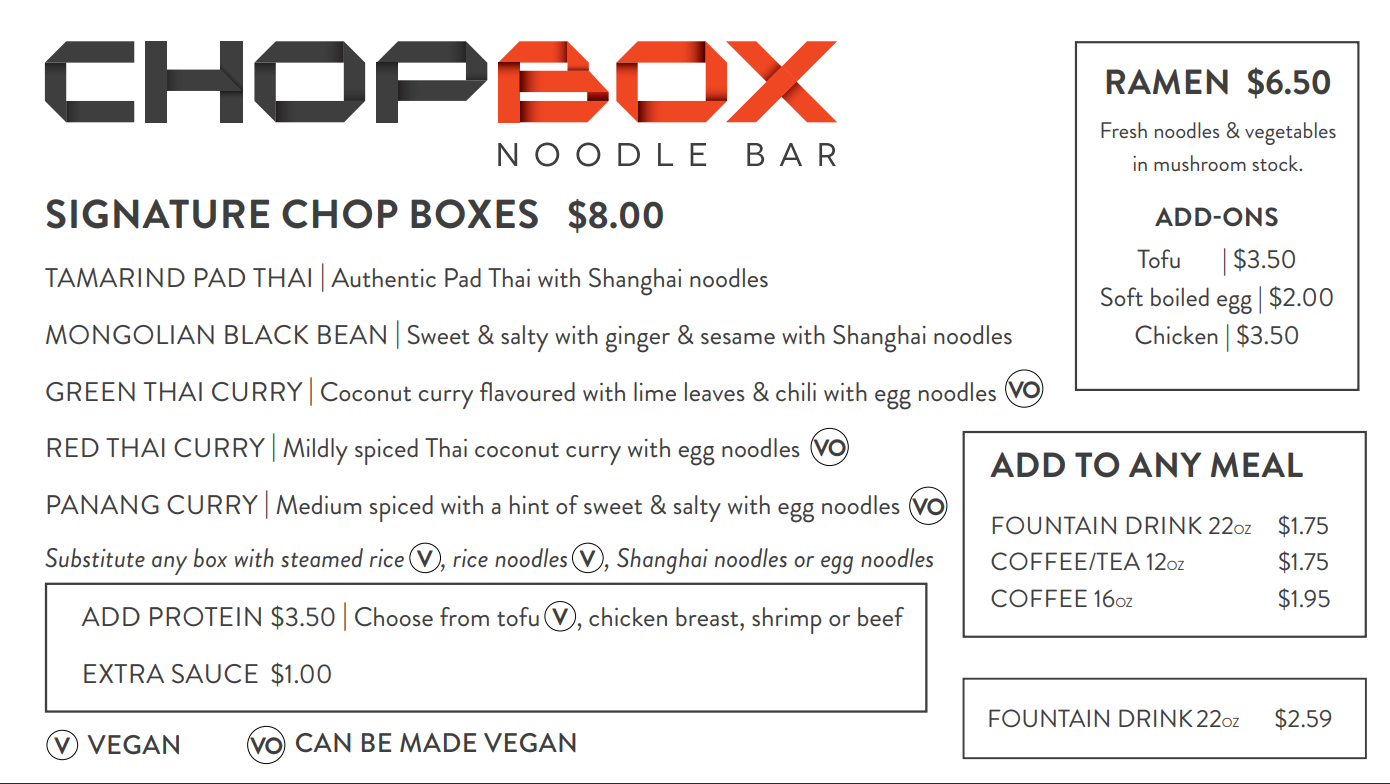 CHOPBOX
NOODLE BAR
SIGNATURE CHOP BOXES $8.00
TAMARIND PAD THAI | Authentic Pad Thai with Shanghai noodles
MONGOLIAN BLACK BEAN | Sweet & salty with ginger & sesame with Shanghai noodles
GREEN THAI CURRY | Coconut curry flavoured with lime leaves & chili with egg noodles VO
RED THAI CURRY | Mildly spiced Thai coconut curry with egg noodles VO
PANANG CURRY | Medium spiced with a hint of sweet & salty with egg noodles VO
Substitute any box with steamed rice V, rice noodles V, Shanghai noodles or egg noodles
ADD PROTEIN $3.50 | Choose from tofu V, chicken breast, shrimp or beef
EXTRA SAUCE $1.00
V VEGAN VO CAN BE MADE VEGAN
RAMEN $6.50
Fresh noodles & vegetables
in mushroom stock.
ADD-ONS
Tofu | $3.50
Soft boiled egg | $2.00
Chicken | $3.50
ADD TO ANY MEAL
FOUNTAIN DRINK 22oz $1.75
COFFEE/TEA 12oz $1.75
COFFEE 16oz $1.95
FOUNTAIN DRINK 22oz $2.59